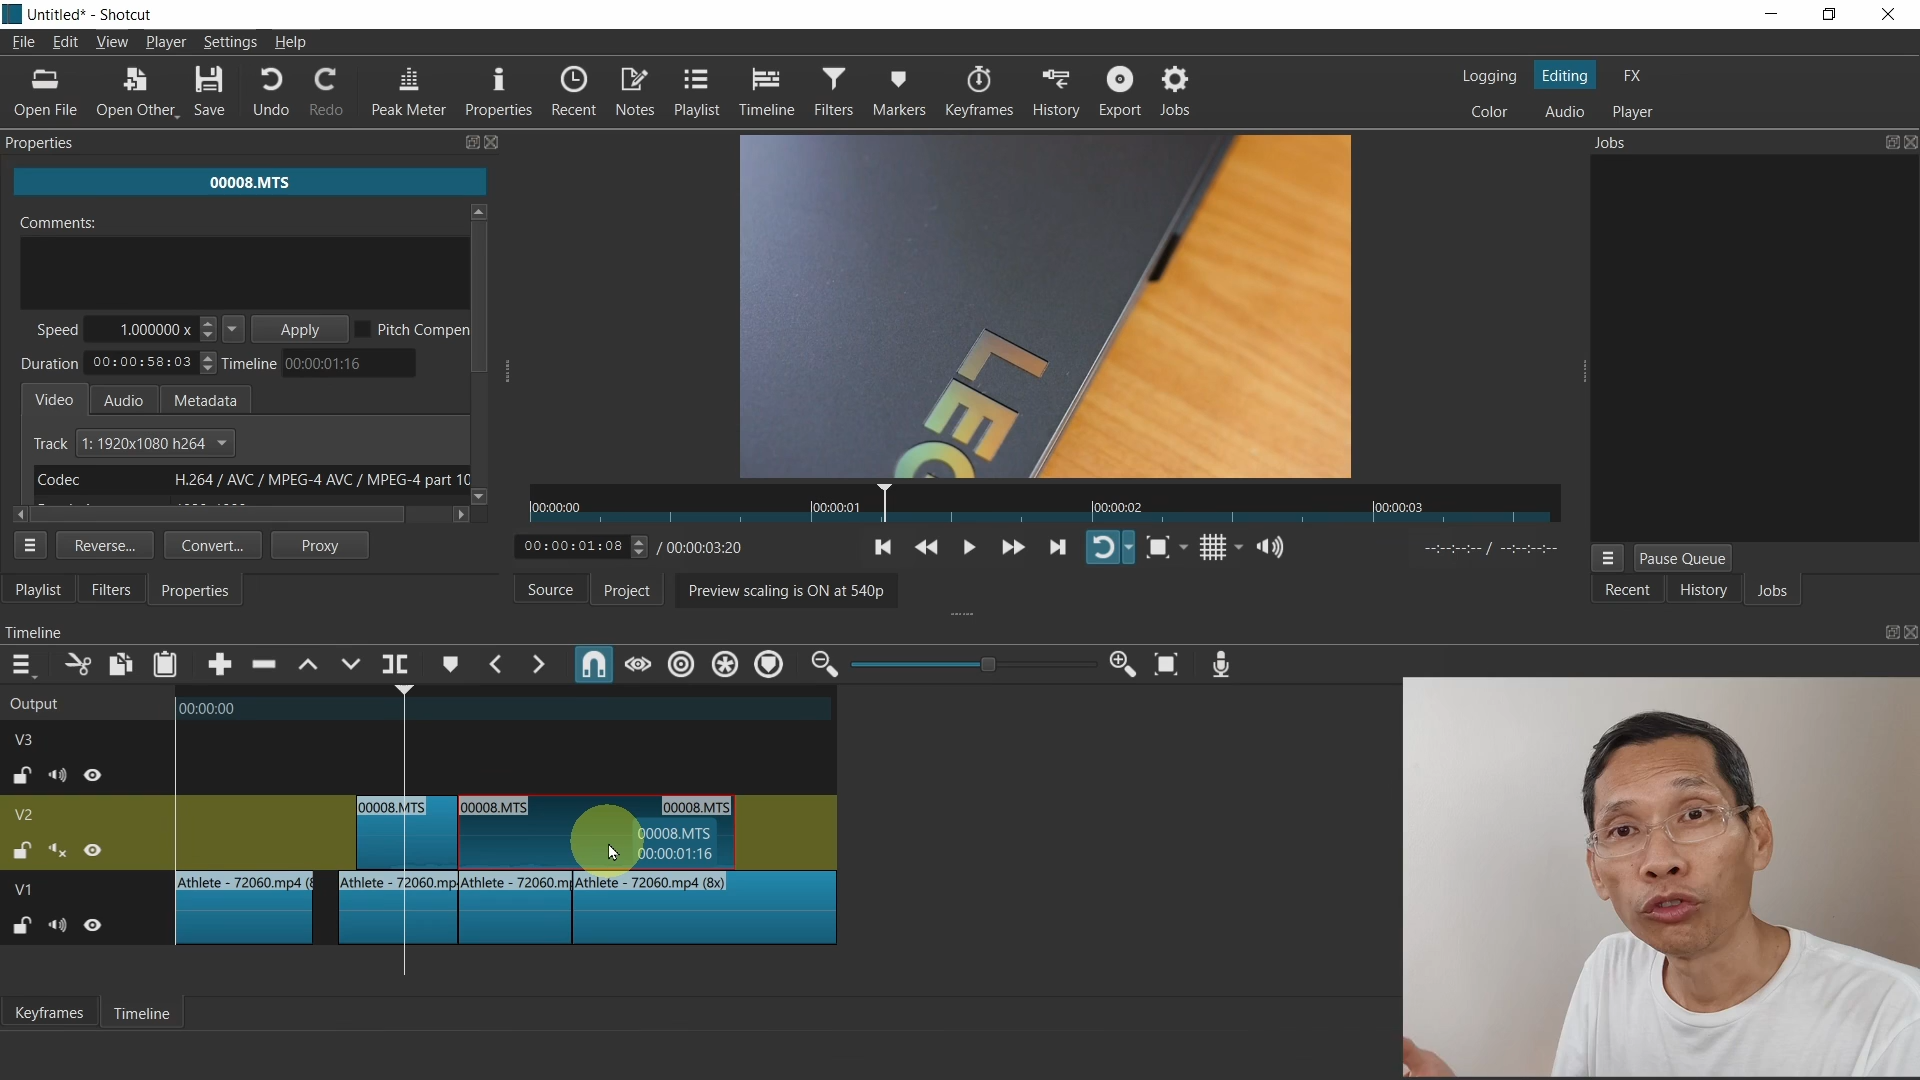 Untitled* - Shotcut
File Edit View Player Settings Help
Open File Open Other... Save Undo Redo Peak Meter Properties Recent Notes Playlist Timeline Filters Markers Keyframes History Export Jobs
Logging Editing FX
Color Audio Player
Properties
00008.MTS
Comments:
Speed 1.000000 x Apply Pitch Compen
Duration 00:00:58:03 Timeline 00:00:01:16
Video Audio Metadata
Track 1: 1920x1080 h264
Codec H.264 / AVC / MPEG-4 AVC / MPEG-4 part 10
Reverse... Convert... Proxy
Playlist Filters Properties
LEG
00:00:00 00:00:01 00:00:02 00:00:03
00:00:01:08 / 00:00:03:20
--:--:--:-- / --:--:--:--
Source Project Preview scaling is ON at 540p
Jobs
Pause Queue
Recent History Jobs
Timeline
Output 00:00:00
V3
V2
00008.MTS 00008.MTS 00008.MTS
00008.MTS
00:00:01:16
V1
Athlete - 72060.mp4 (8 Athlete - 72060.mp Athlete - 72060.m Athlete - 72060.mp4 (8x)
Keyframes Timeline